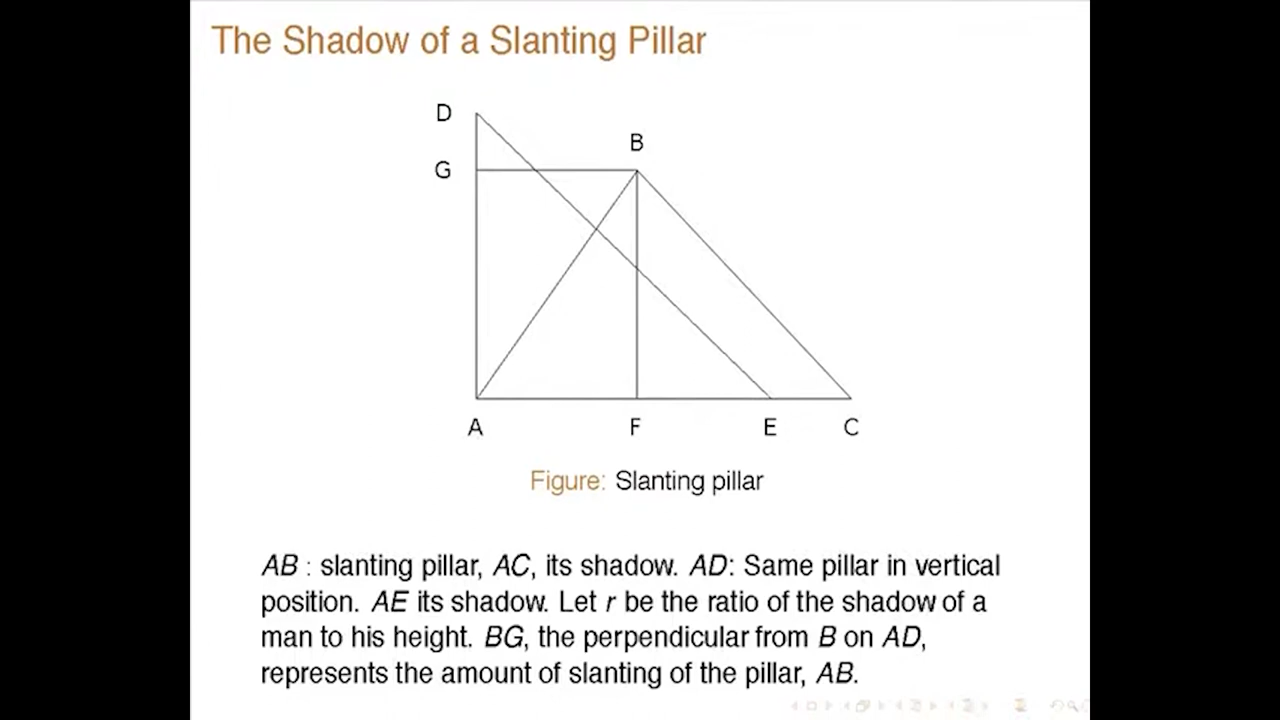 The Shadow of a Slanting Pillar
D
B
G
A F E C
Figure: Slanting pillar
AB : slanting pillar, AC, its shadow. AD: Same pillar in vertical
position. AE its shadow. Let r be the ratio of the shadow of a
man to his height. BG, the perpendicular from B on AD,
represents the amount of slanting of the pillar, AB.